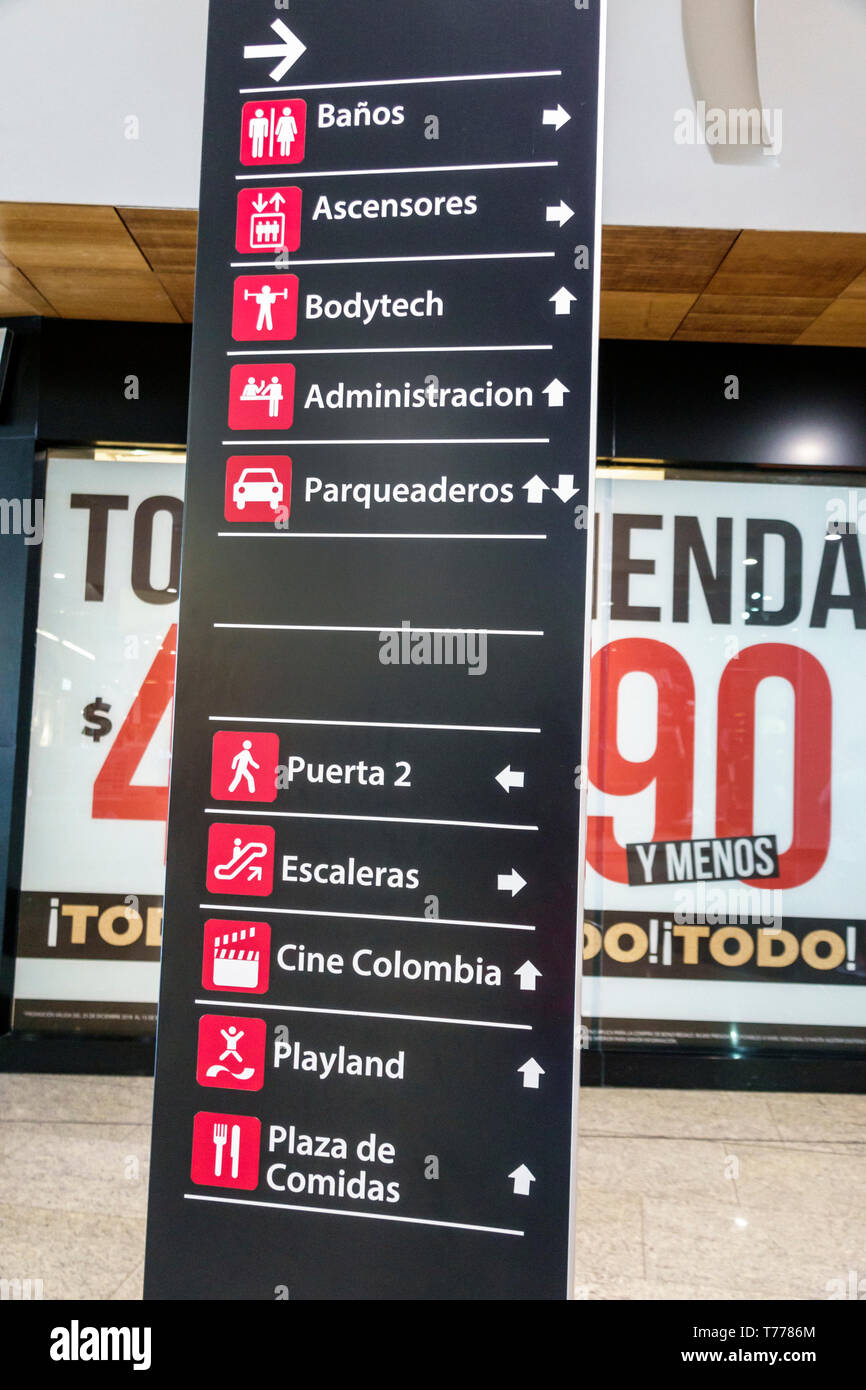 Baños
Ascensores
Bodytech
Administracion
Parqueaderos
Puerta 2
Escaleras
Cine Colombia
Playland
Plaza de
Comidas
TO
IENDA
$4
90
Y MENOS
¡TOD
DO!¡TODO!
alamy
a
alamy
Image ID: T7786M
www.alamy.com